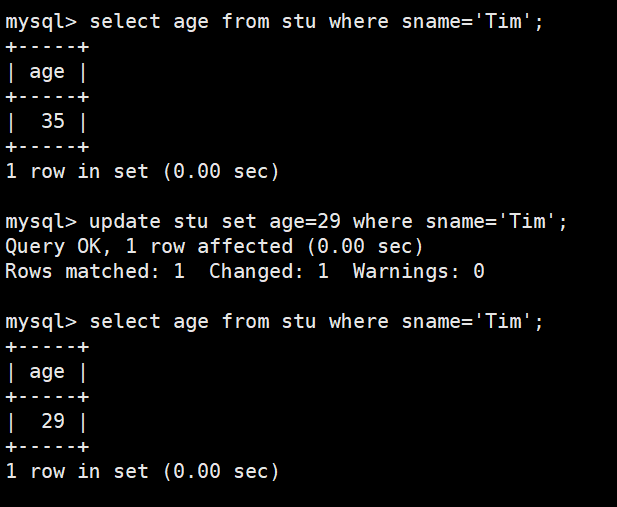 mysql> select age from stu where sname='Tim';
+-----+
| age |
+-----+
|  35 |
+-----+
1 row in set (0.00 sec)

mysql> update stu set age=29 where sname='Tim';
Query OK, 1 row affected (0.00 sec)
Rows matched: 1  Changed: 1  Warnings: 0

mysql> select age from stu where sname='Tim';
+-----+
| age |
+-----+
|  29 |
+-----+
1 row in set (0.00 sec)